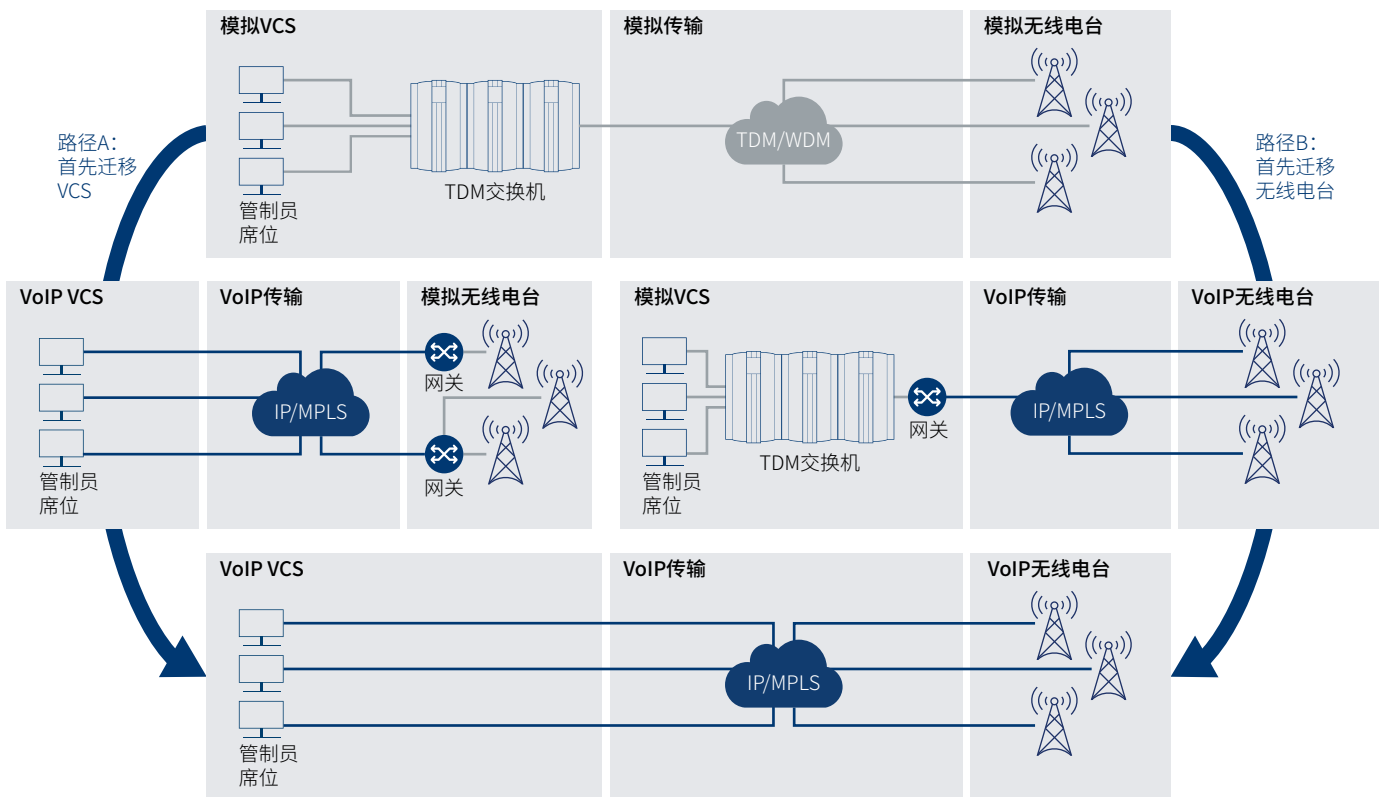 模拟VCS
模拟传输
模拟无线电台
TDM/WDM
TDM交换机
管制员
席位
路径A：
首先迁移
VCS
路径B：
首先迁移
无线电台
VoIP VCS
VoIP传输
模拟无线电台
网关
IP/MPLS
网关
管制员
席位
模拟VCS
VoIP传输
VoIP无线电台
IP/MPLS
网关
TDM交换机
管制员
席位
VoIP VCS
VoIP传输
VoIP无线电台
IP/MPLS
管制员
席位